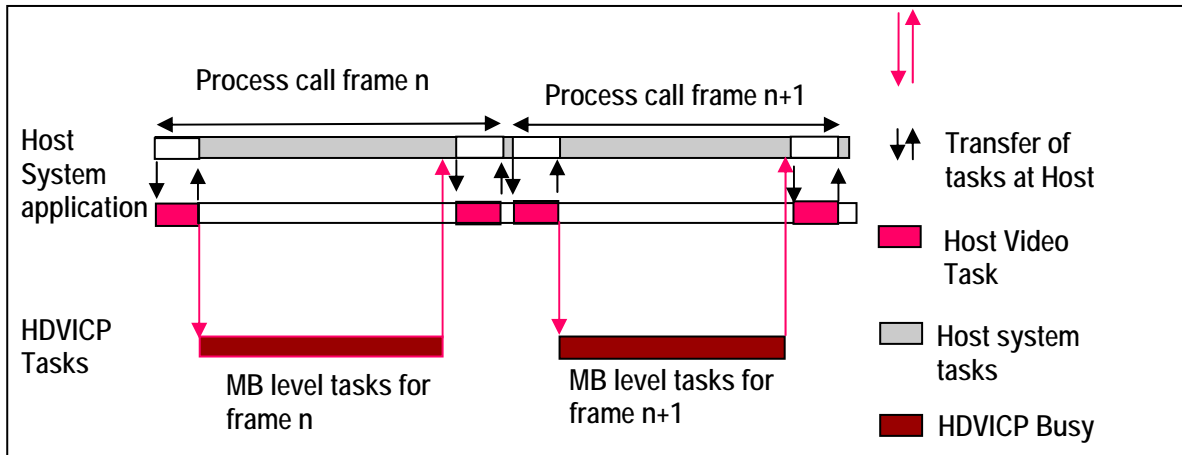 Process call frame n
Process call frame n+1
Host
System
application
Transfer of
tasks at Host
Host Video
Task
HDVICP
Tasks
Host system
tasks
MB level tasks for
frame n
MB level tasks for
frame n+1
HDVICP Busy